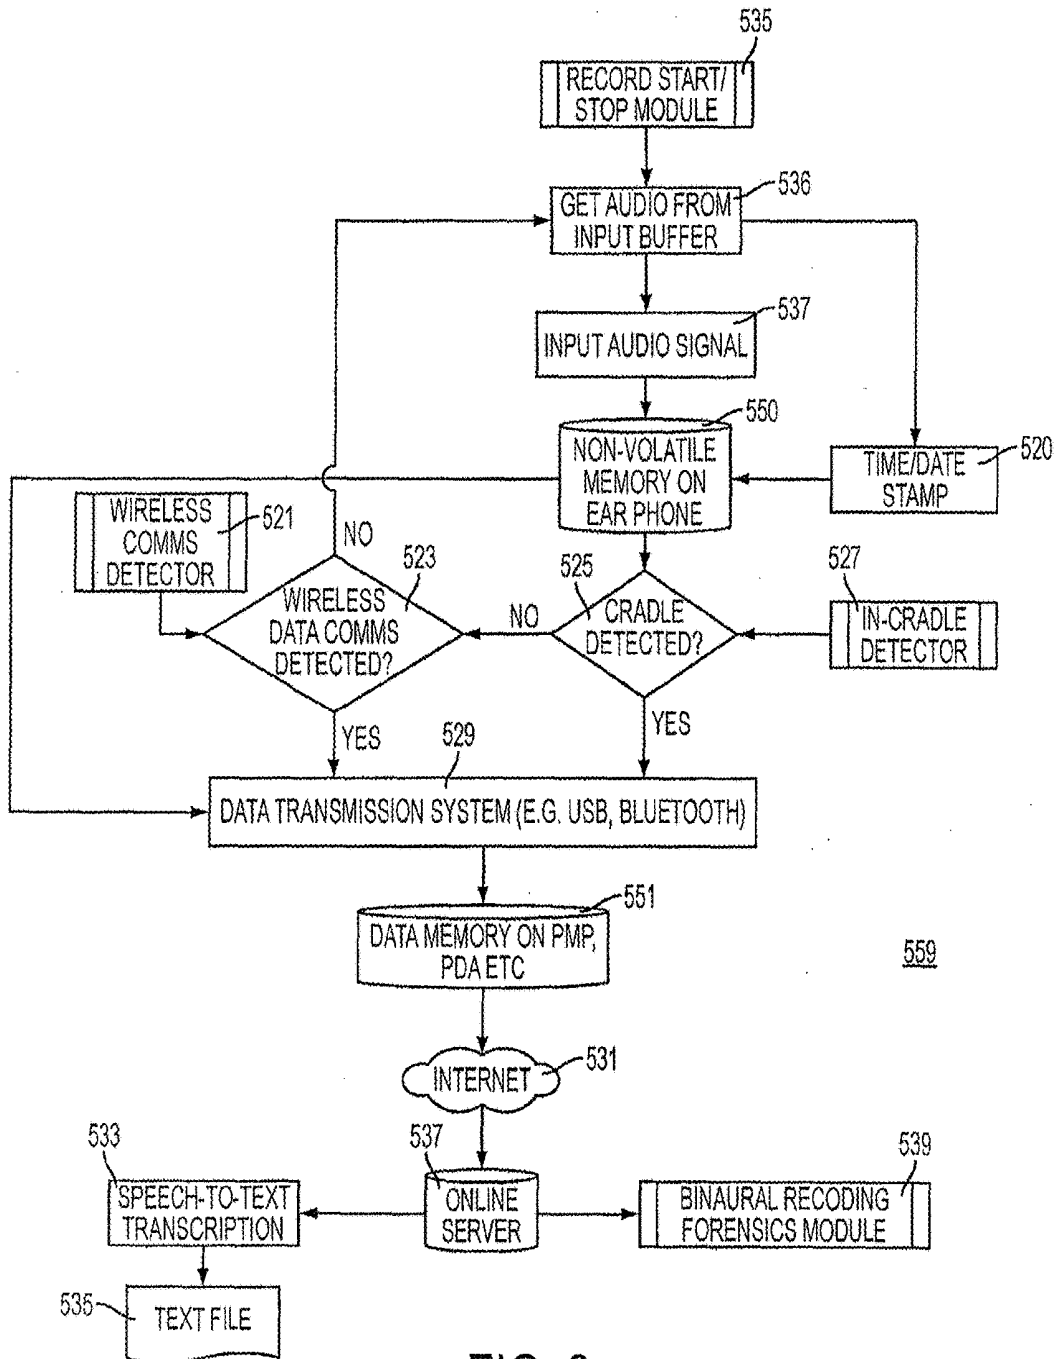 535
RECORD START/
STOP MODULE
536
GET AUDIO FROM
INPUT BUFFER
537
INPUT AUDIO SIGNAL
550
NON-VOLATILE
MEMORY ON
EAR PHONE
520
TIME/DATE
STAMP
WIRELESS
COMMS
DETECTOR
521
NO
523
WIRELESS
DATA COMMS
DETECTED?
NO
525
CRADLE
DETECTED?
527
IN-CRADLE
DETECTOR
YES
YES
529
DATA TRANSMISSION SYSTEM (E.G. USB, BLUETOOTH)
551
DATA MEMORY ON PMP,
PDA ETC
559
INTERNET
531
533
SPEECH-TO-TEXT
TRANSCRIPTION
537
ONLINE
SERVER
539
BINAURAL RECODING
FORENSICS MODULE
535
TEXT FILE